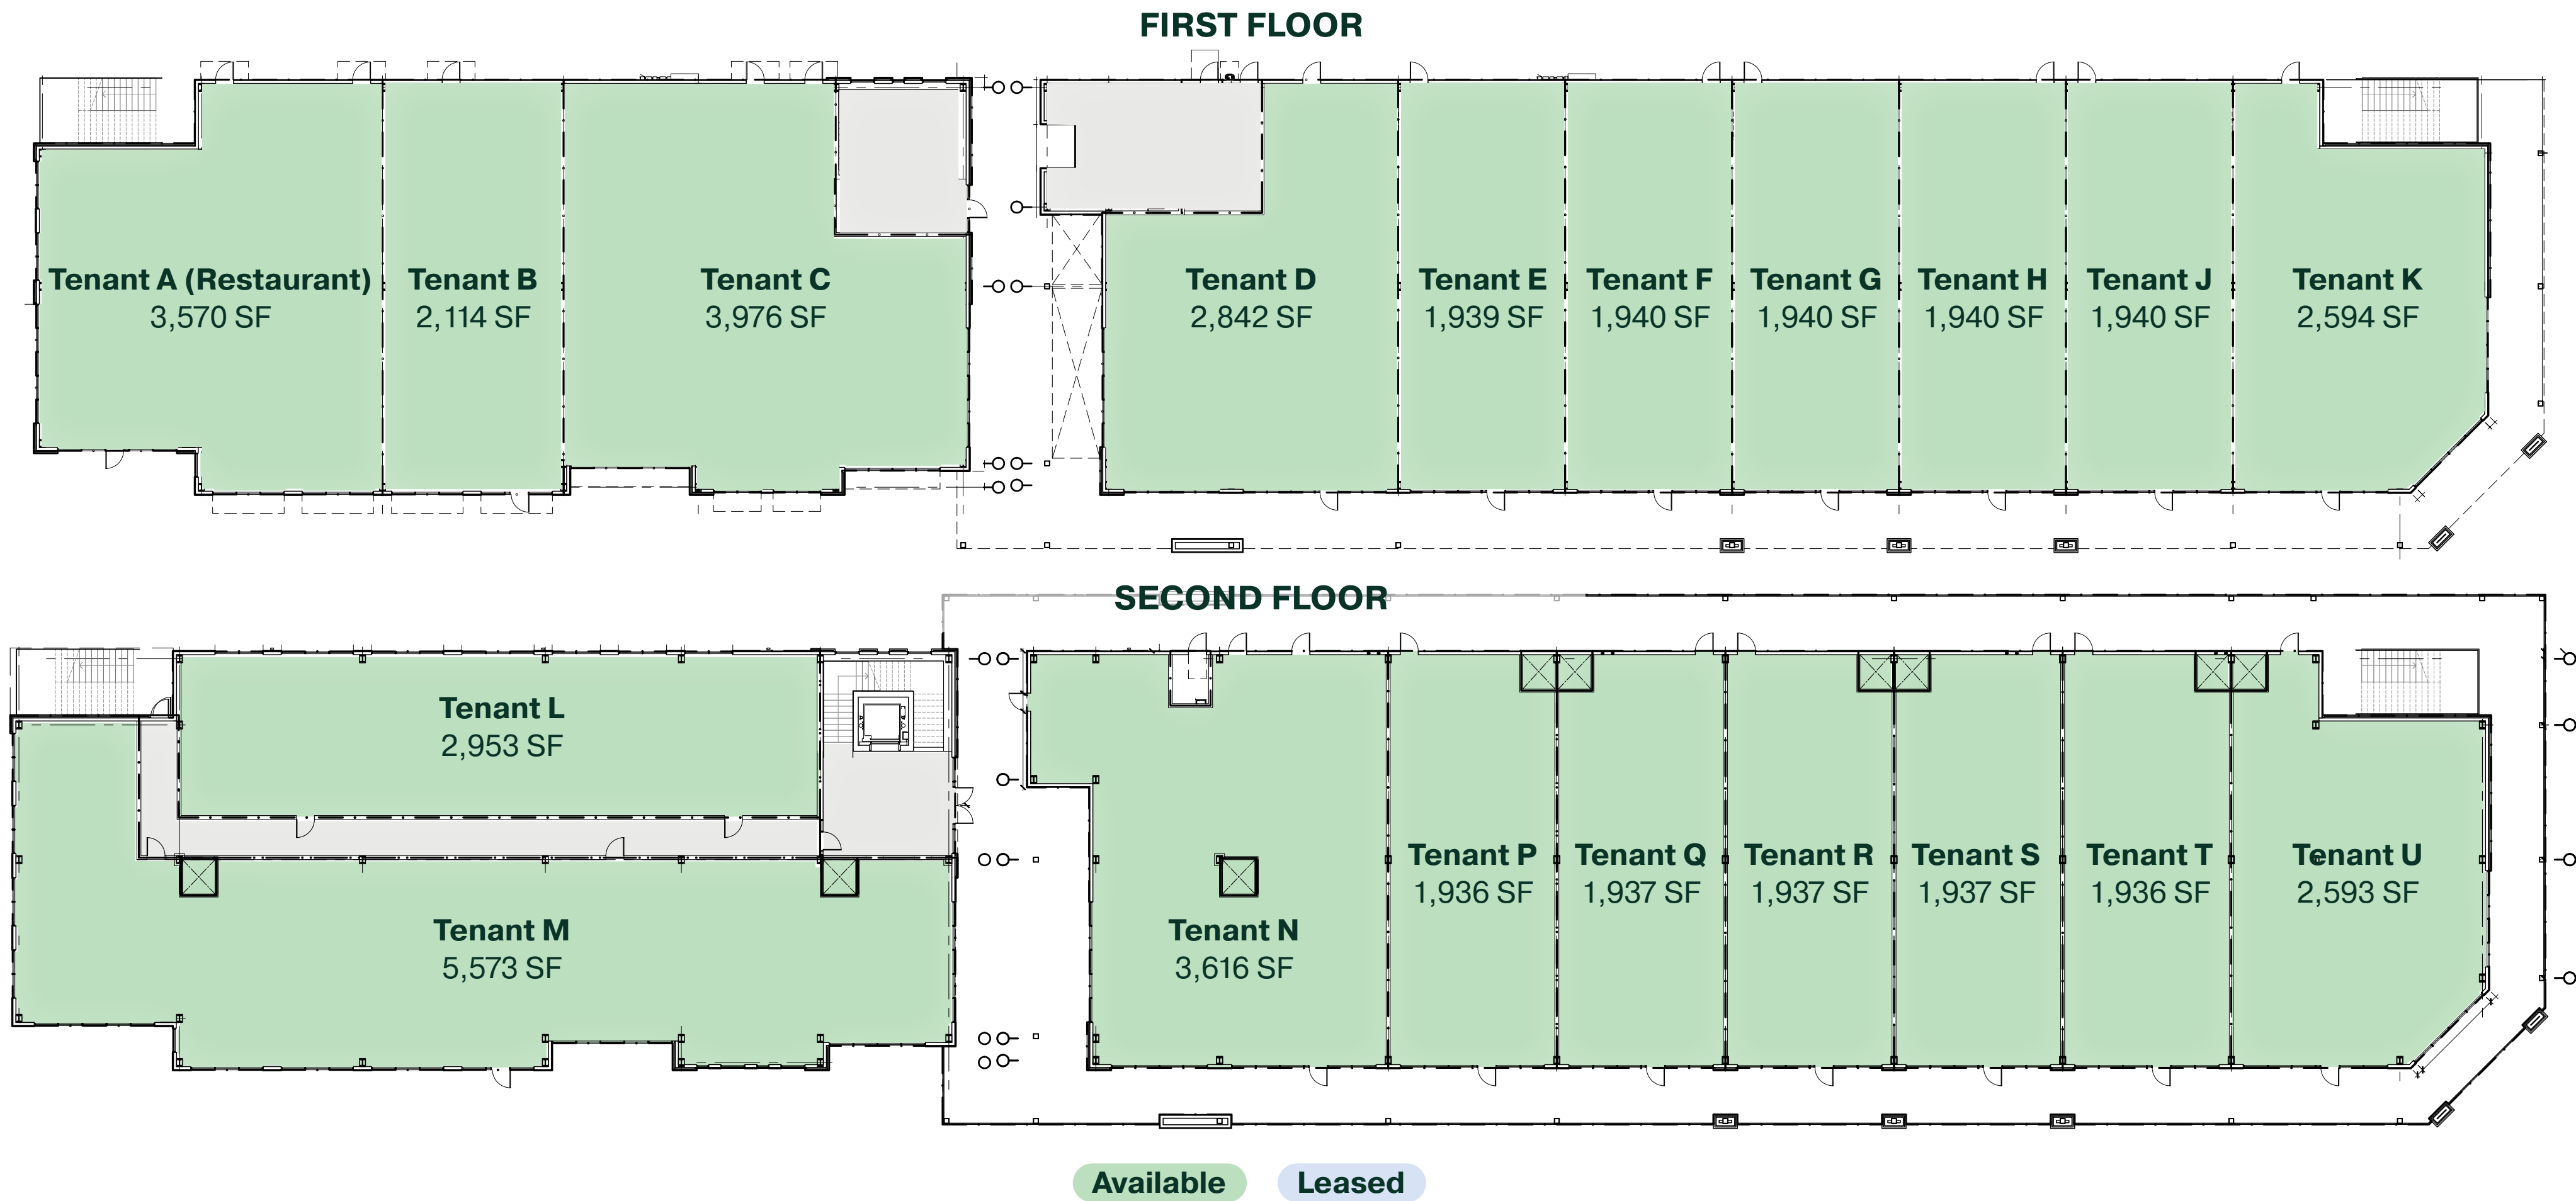 FIRST FLOOR
Tenant A (Restaurant)
3,570 SF
Tenant B
2,114 SF
Tenant C
3,976 SF
Tenant D
2,842 SF
Tenant E
1,939 SF
Tenant F
1,940 SF
Tenant G
1,940 SF
Tenant H
1,940 SF
Tenant J
1,940 SF
Tenant K
2,594 SF
SECOND FLOOR
Tenant L
2,953 SF
Tenant M
5,573 SF
Tenant N
3,616 SF
Tenant P
1,936 SF
Tenant Q
1,937 SF
Tenant R
1,937 SF
Tenant S
1,937 SF
Tenant T
1,936 SF
Tenant U
2,593 SF
Available
Leased